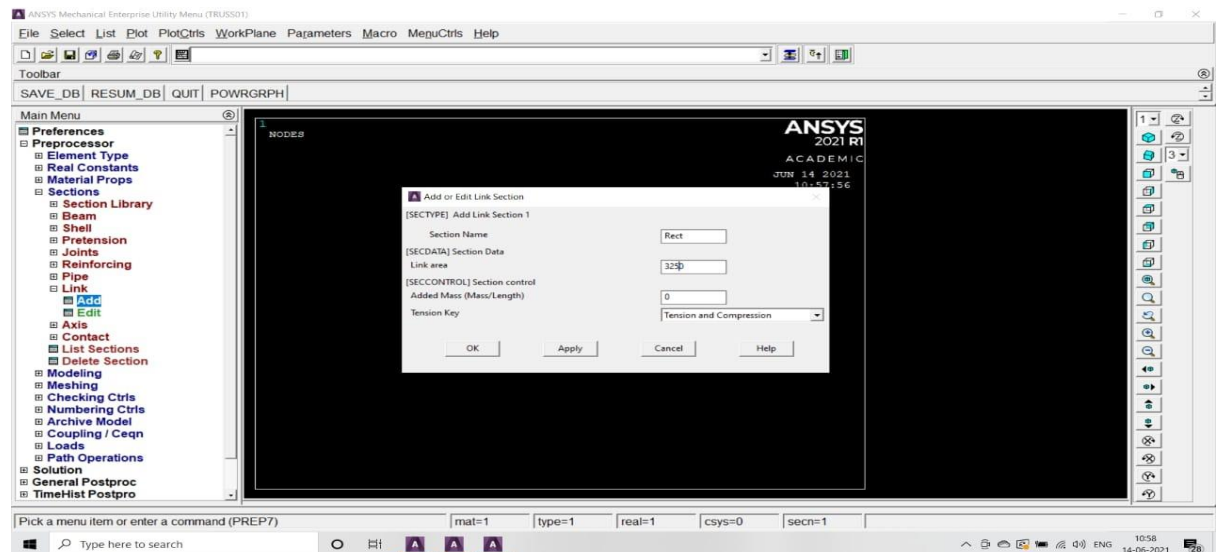 ANSYS Mechanical Enterprise Utility Menu (TRUSS01)
File Select List Plot PlotCtrls WorkPlane Parameters Macro MenuCtrls Help
Toolbar
SAVE_DB RESUM_DB QUIT POWRGRPH
Main Menu
Preferences
Preprocessor
Element Type
Real Constants
Material Props
Sections
Section Library
Beam
Shell
Pretension
Joints
Reinforcing
Pipe
Link
Add
Edit
Axis
Contact
List Sections
Delete Section
Modeling
Meshing
Checking Ctrls
Numbering Ctrls
Archive Model
Coupling / Ceqn
Loads
Path Operations
Solution
General Postproc
TimeHist Postpro
1
NODES
ANSYS
2021 R1
ACADEMIC
JUN 14 2021
10:57:56
Add or Edit Link Section
[SECTYPE] Add Link Section 1
Section Name Rect
[SECDATA] Section Data
Link area 3250
[SECCONTROL] Section control
Added Mass (Mass/Length) 0
Tension Key Tension and Compression
OK Apply Cancel Help
1
3
Pick a menu item or enter a command (PREP7) mat=1 type=1 real=1 csys=0 secn=1
Type here to search
ENG
10:58
14-06-2021
28